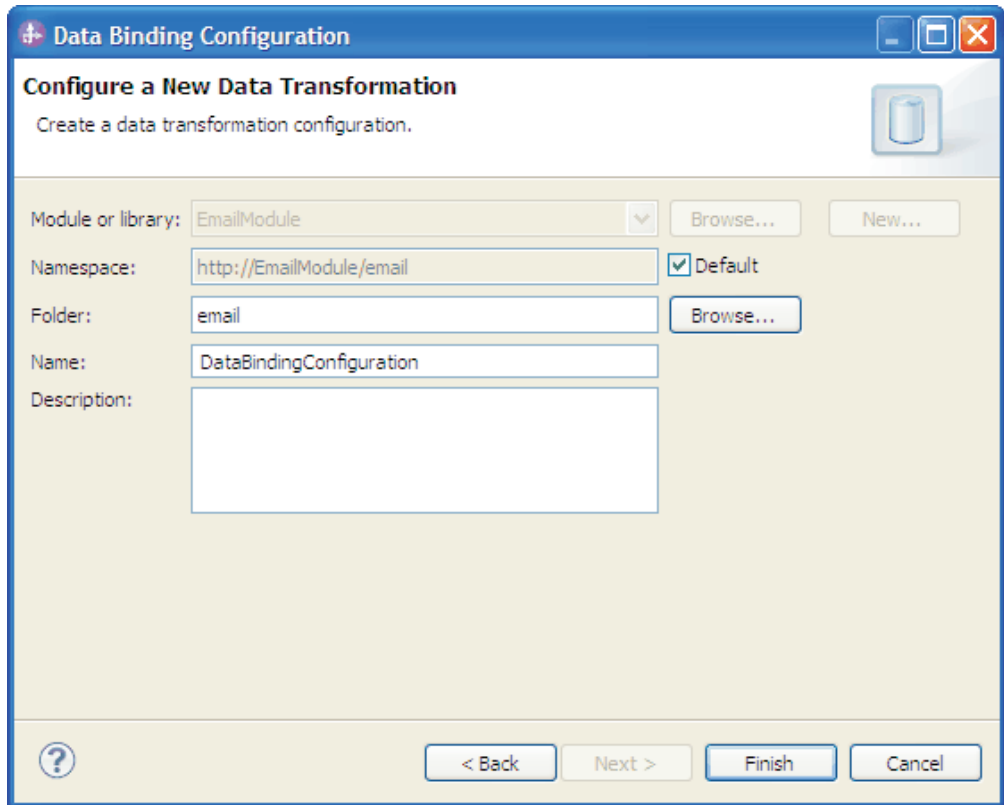 Data Binding Configuration
Configure a New Data Transformation
Create a data transformation configuration.
Module or library: EmailModule Browse... New...
Namespace: http://EmailModule/email Default
Folder: email Browse...
Name: DataBindingConfiguration
Description:
? < Back Next > Finish Cancel